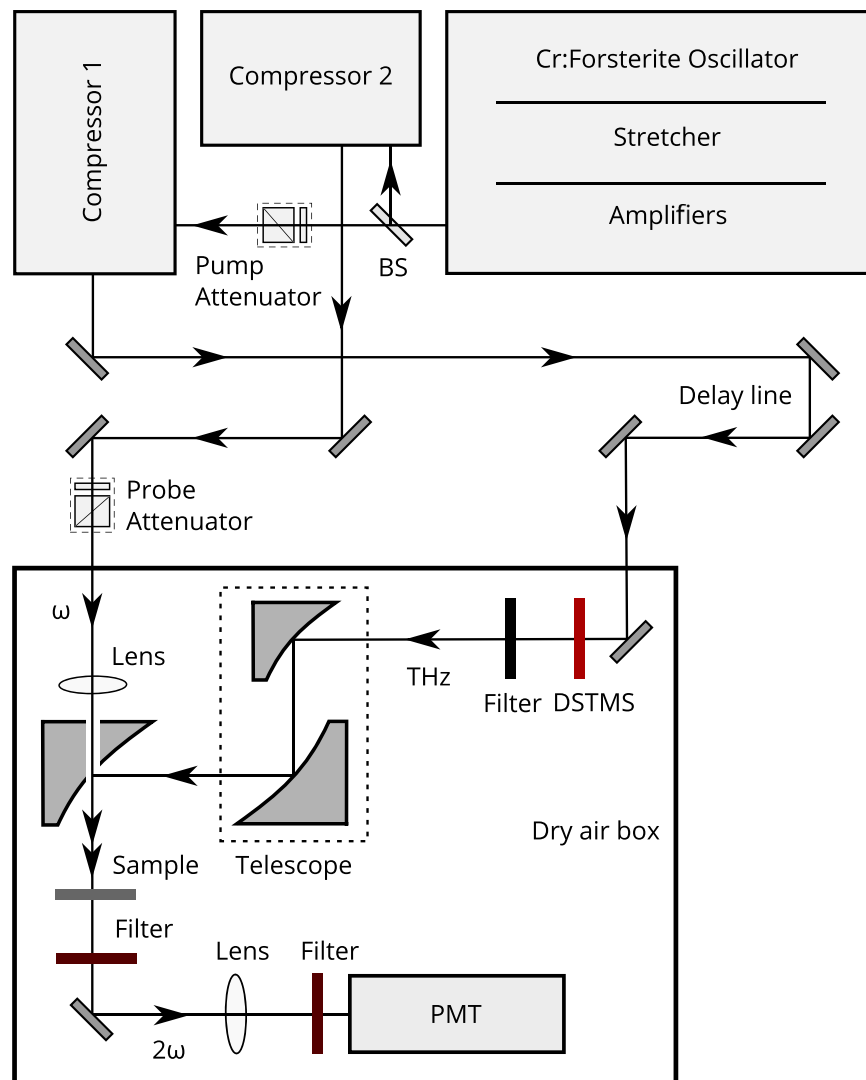 Compressor 1
Compressor 2
Cr:Forsterite Oscillator
Stretcher
Amplifiers
Pump
Attenuator
BS
Delay line
Probe
Attenuator
ω
Lens
THz
Filter
DSTMS
Dry air box
Sample
Telescope
Filter
Lens
Filter
PMT
2ω